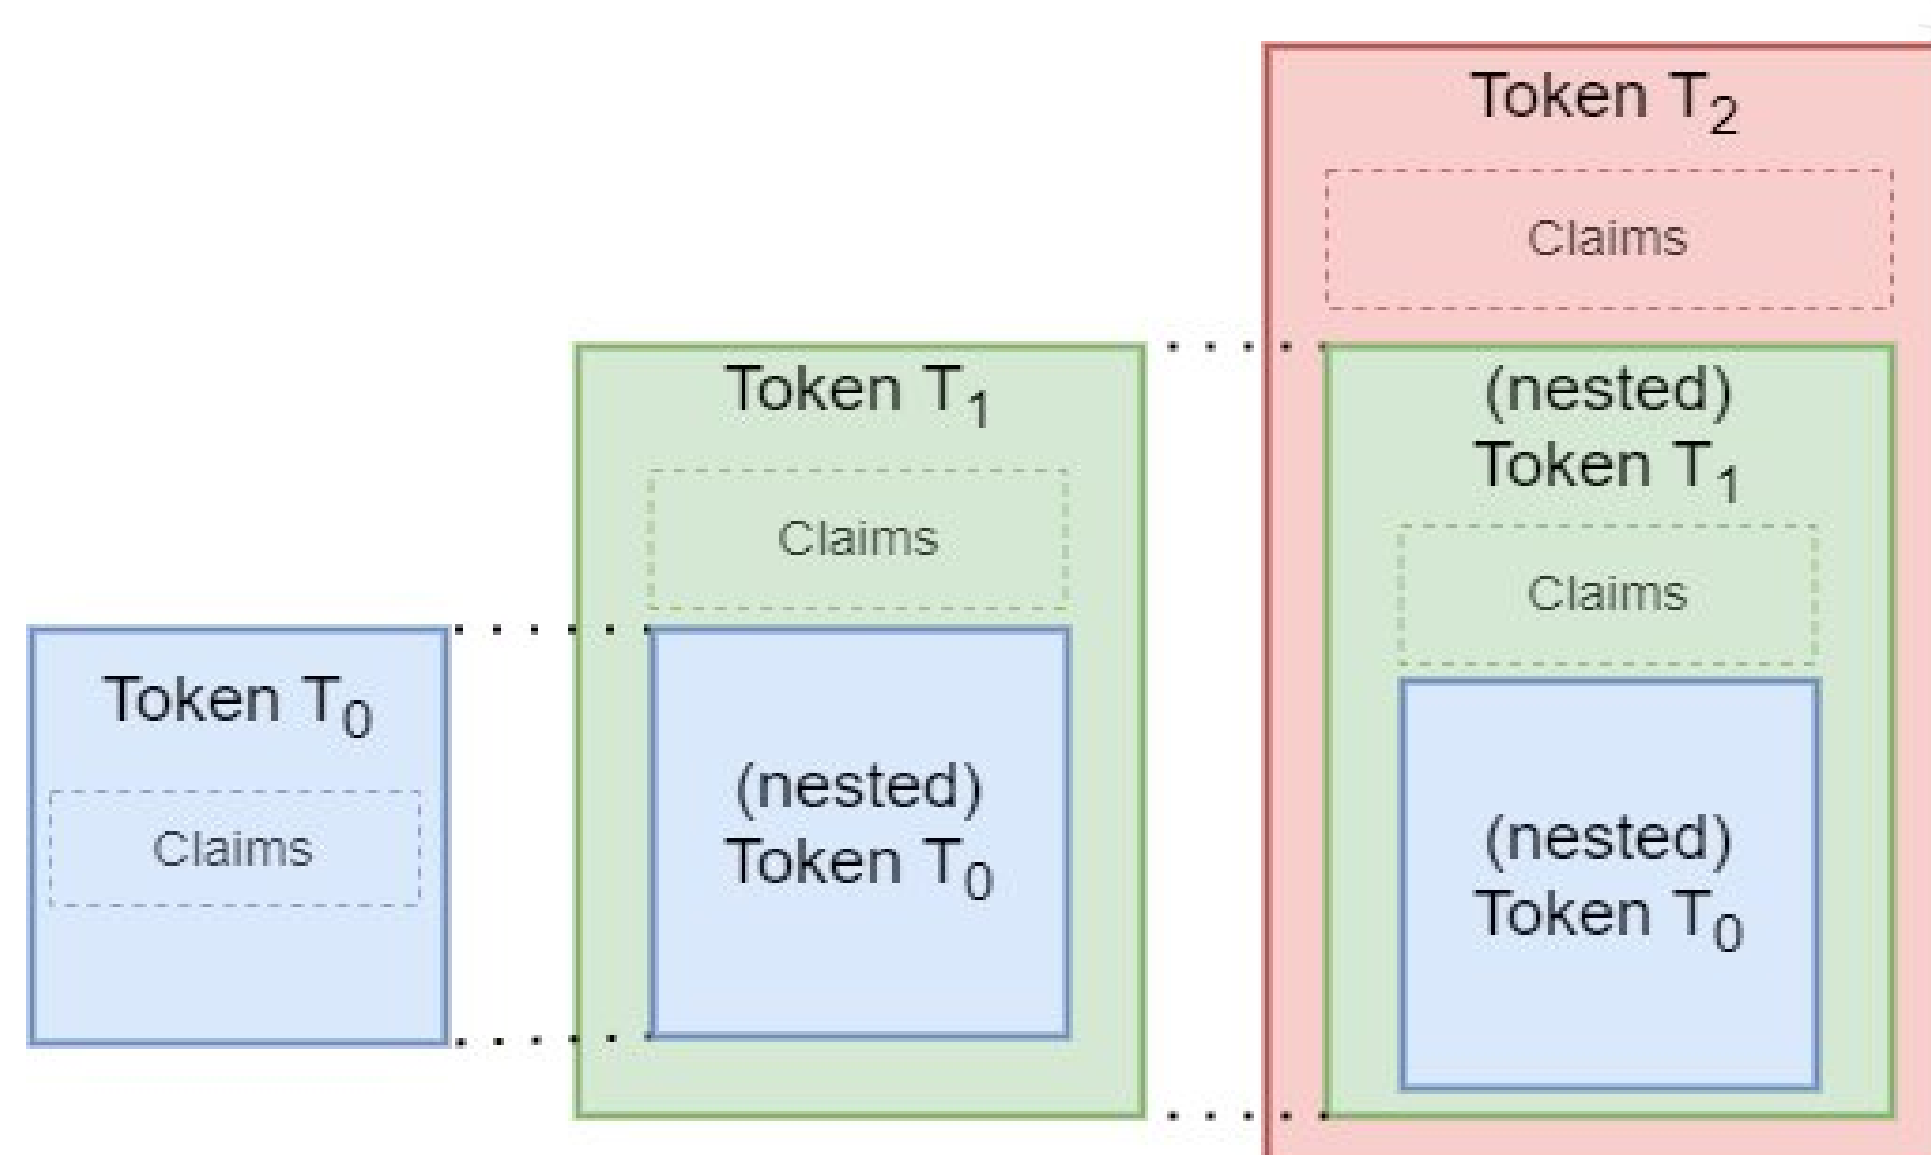 Token T₀
Claims
Token T₁
Claims
(nested)
Token T₀
Token T₂
Claims
(nested)
Token T₁
Claims
(nested)
Token T₀